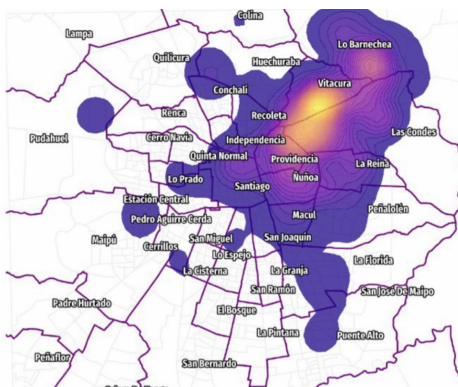 Colina
Lampa
Lo Barnechea
Quilicura
Huechuraba
Vitacura
Conchalí
Renca
Recoleta
Las Condes
Pudahuel
Cerro Navia
Independencia
Quinta Normal
Providencia
La Reina
Lo Prado
Ñuñoa
Santiago
Estación Central
Peñalolén
Pedro Aguirre Cerda
Macul
Maipú
Cerrillos
San Miguel
San Joaquín
Lo Espejo
La Florida
La Cisterna
La Granja
San Ramón
San José De Maipo
Padre Hurtado
El Bosque
La Pintana
Puente Alto
Peñaflor
San Bernardo